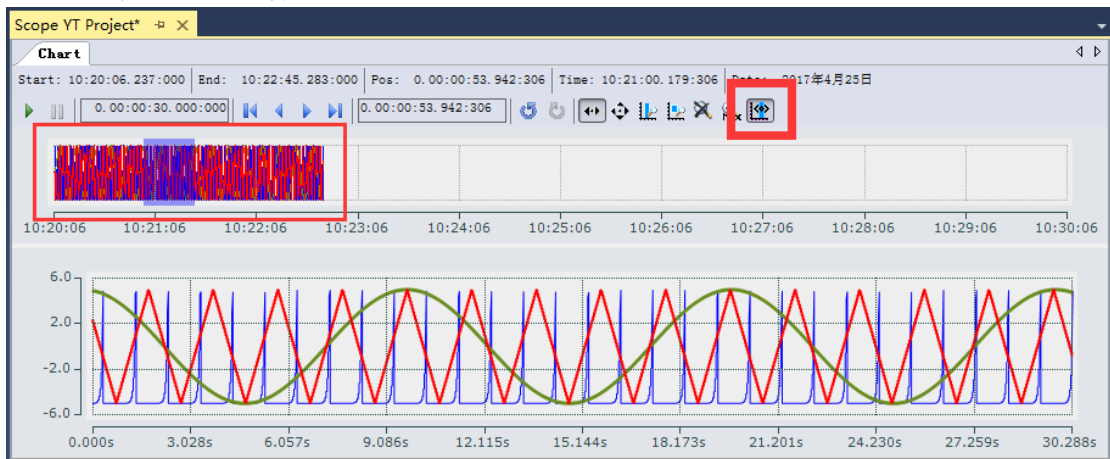 Scope YT Project*
Chart
Start: 10:20:06.237:000 End: 10:22:45.283:000 Pos: 0.00:00:53.942:306 Time: 10:21:00.179:306 2017年4月25日
0.00:00:30.000:000 0.00:00:53.942:306
10:20:06 10:21:06 10:22:06 10:23:06 10:24:06 10:25:06 10:26:06 10:27:06 10:28:06 10:29:06 10:30:06
6.0
2.0
-2.0
-6.0
0.000s 3.028s 6.057s 9.086s 12.115s 15.144s 18.173s 21.201s 24.230s 27.259s 30.288s